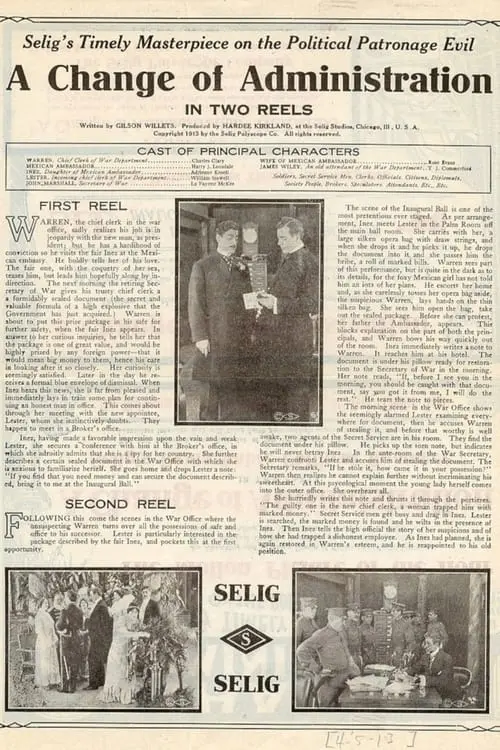 Selig's Timely Masterpiece on the Political Patronage Evil
A Change of Administration
IN TWO REELS
Written by GILSON WILLETS. Produced by HARDEE KIRKLAND, at the Selig Studios, Chicago, Ill., U. S. A.
Copyright 1913 by Selig Polyscope Co. All rights reserved.
CAST OF PRINCIPAL CHARACTERS
WARREN, Chief Clerk of War Department Charles Clary
MEXICAN AMBASSADOR Harry J. Lonsdale
INEZ, Daughter of Mexican Ambassador Adrienne Kroell
LESTER, Incoming Chief Clerk of War Department William Stowell
JOHN MARSHALL, Secretary of War La Fayette McKee
WIFE OF MEXICAN AMBASSADOR Rose Evans
JAMES WILEY, An old attendant of the War Department T. J. Commerford
Soldiers, Secret Service Men, Clerks, Officials, Citizens, Diplomats,
Society People, Brokers, Speculators, Attendants, Etc., Etc.
FIRST REEL
WARREN, the chief clerk in the war
office, sadly realizes his job is in
jeopardy with the new man, as pres-
ident; but he has a hardihood of
conviction so he visits the fair Inez at the Mexi-
can embassy. He boldly tells her of his love.
The fair one, with the coquetry of her sex,
teases him, but leads him hopefully along by in-
direction. The next morning the retiring Sec-
retary of War gives his trusty chief clerk a
a formidably sealed document (the secret and
valuable formula of a high explosive that the
Government has just acquired.) Warren is
about to put this price package in his safe for
further safety, when the fair Inez appears. In
answer to her curious inquiry, he tells her that
the package is one of great value, and would be
highly prized by any foreign power—that it
would mean big money to them, hence his care
in looking after it so closely. Her curiosity is
seemingly satisfied. Later in the day he re-
ceives a formal blue envelope of dismissal. When
Inez hears this news, she is far from pleased and
immediately lays in train some plan for continu-
ing an honest man in office. This comes about
through her meeting with the new appointee,
Lester, whom she instinctively doubts. They
happen to meet in a Broker's office.
Inez, having made a favorable impression upon the vain and weak
Lester, she secures a conference with him at the Broker's office, in
which she adroitly admits that she is a spy for her country. She further
describes a certain sealed document in the War Office with which she
is anxious to familiarize herself. She goes home and drops Lester a note:
"If you find that you need money and can secure the document describ-
ed, bring it to me at the Inaugural Ball."
SECOND REEL
FOLLOWING this come the scenes in the War Office where the
unsuspecting Warren turns over all the possessions of safe and
office to his successor. Lester is particularly interested in the
package described by the fair Inez, and pockets this at the first
opportunity.
The scene of the Inaugural Ball is one of the
most pretentious ever staged. As per arrange-
ment, Inez meets Lester in the Palm Room off
the main ball room. She carries with her, a
large silken opera bag with draw strings, and
when she drops it and he picks it up, he drops
the document into it and she passes him the
bribe, a roll of marked bills. Warren sees part
of this performance, but is quite in the dark as to
its details, for the foxy Mexican girl has not told
him an iota of her plans. He escorts her home
and, as she carelessly tosses her opera bag aside,
the suspicious Warren, lays hands on the thin
silken bag. She sees him open the bag, take
out the sealed package. Before she can protest,
her father the Ambassador, appears. This
blocks explanation on the part of both the princi-
pals, and Warren bows his way quickly out
of the room. Inez immediately writes a note to
Warren. It reaches him at his hotel. The
document is under his pillow ready for restora-
tion to the Secretary of War in the morning.
Her note ready, "If, before I see you in the
morning, you should be caught with that docu-
ment, say you got it from me, I will do the
rest." He tears the note to pieces.
The morning scene in the War Office shows
the seemingly alarmed Lester examining every-
where for document, then he accuses Warren
of stealing it, and before that worthy is well
awake, two agents of the Secret Service are in his room. They find the
document under his pillow. He picks up the torn note, but indicates
he will never betray Inez. In the ante-room of the War Secretary,
Warren confronts Lester and accuses him of stealing the document. The
Secretary remarks, "If he stole it, how came it in your possession?"
Warren then realizes he cannot explain further without incriminating his
sweetheart. At this psychological moment the young lady herself comes
into the outer office. She overhears all.
She hurriedly writes this note and thrusts it through the portieres.
"The guilty one is the new chief clerk, a woman trapped him with
marked money." Secret Service men get busy and drag in Inez. Lester
is searched, the marked money is found and he wilts in the presence of
Inez. Then Inez tells the high official the story of her suspicions and of
how she had trapped a dishonest employee. As Inez had planned, she is
again restored in Warren's esteem, and he is reappointed to his old
position.
SELIG
S
SELIG
[4-5-13]